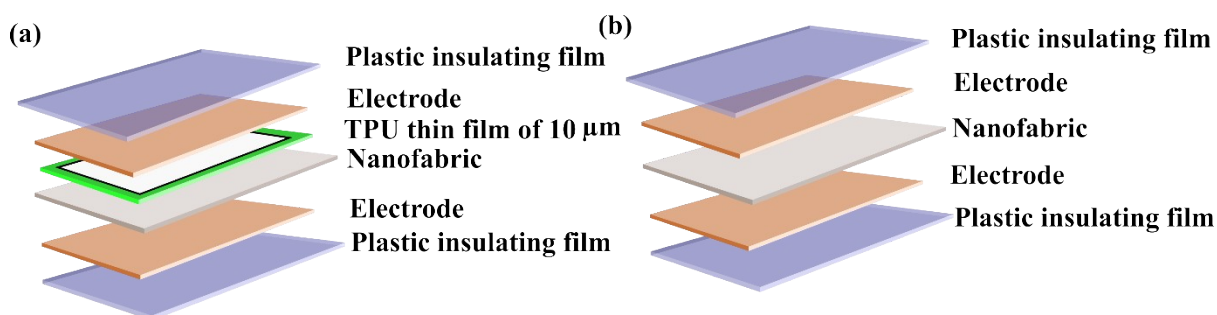 (a)
Plastic insulating film
Electrode
TPU thin film of 10 μm
Nanofabric
Electrode
Plastic insulating film
(b)
Plastic insulating film
Electrode
Nanofabric
Electrode
Plastic insulating film